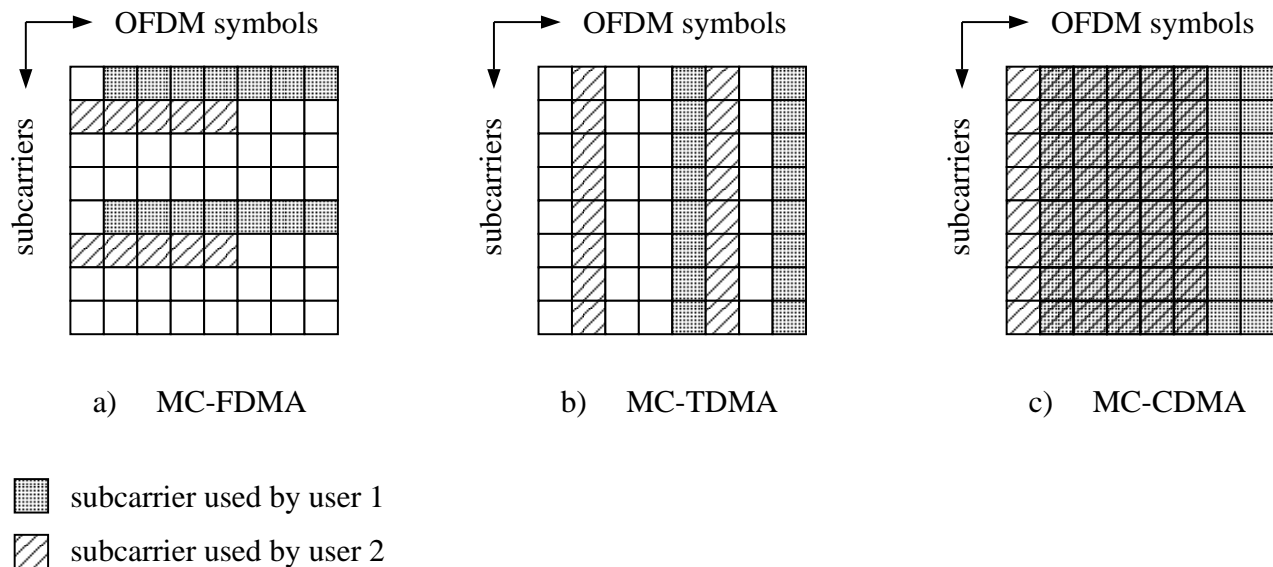 OFDM symbols
OFDM symbols
OFDM symbols
subcarriers
subcarriers
subcarriers
a) MC-FDMA
b) MC-TDMA
c) MC-CDMA
subcarrier used by user 1
subcarrier used by user 2